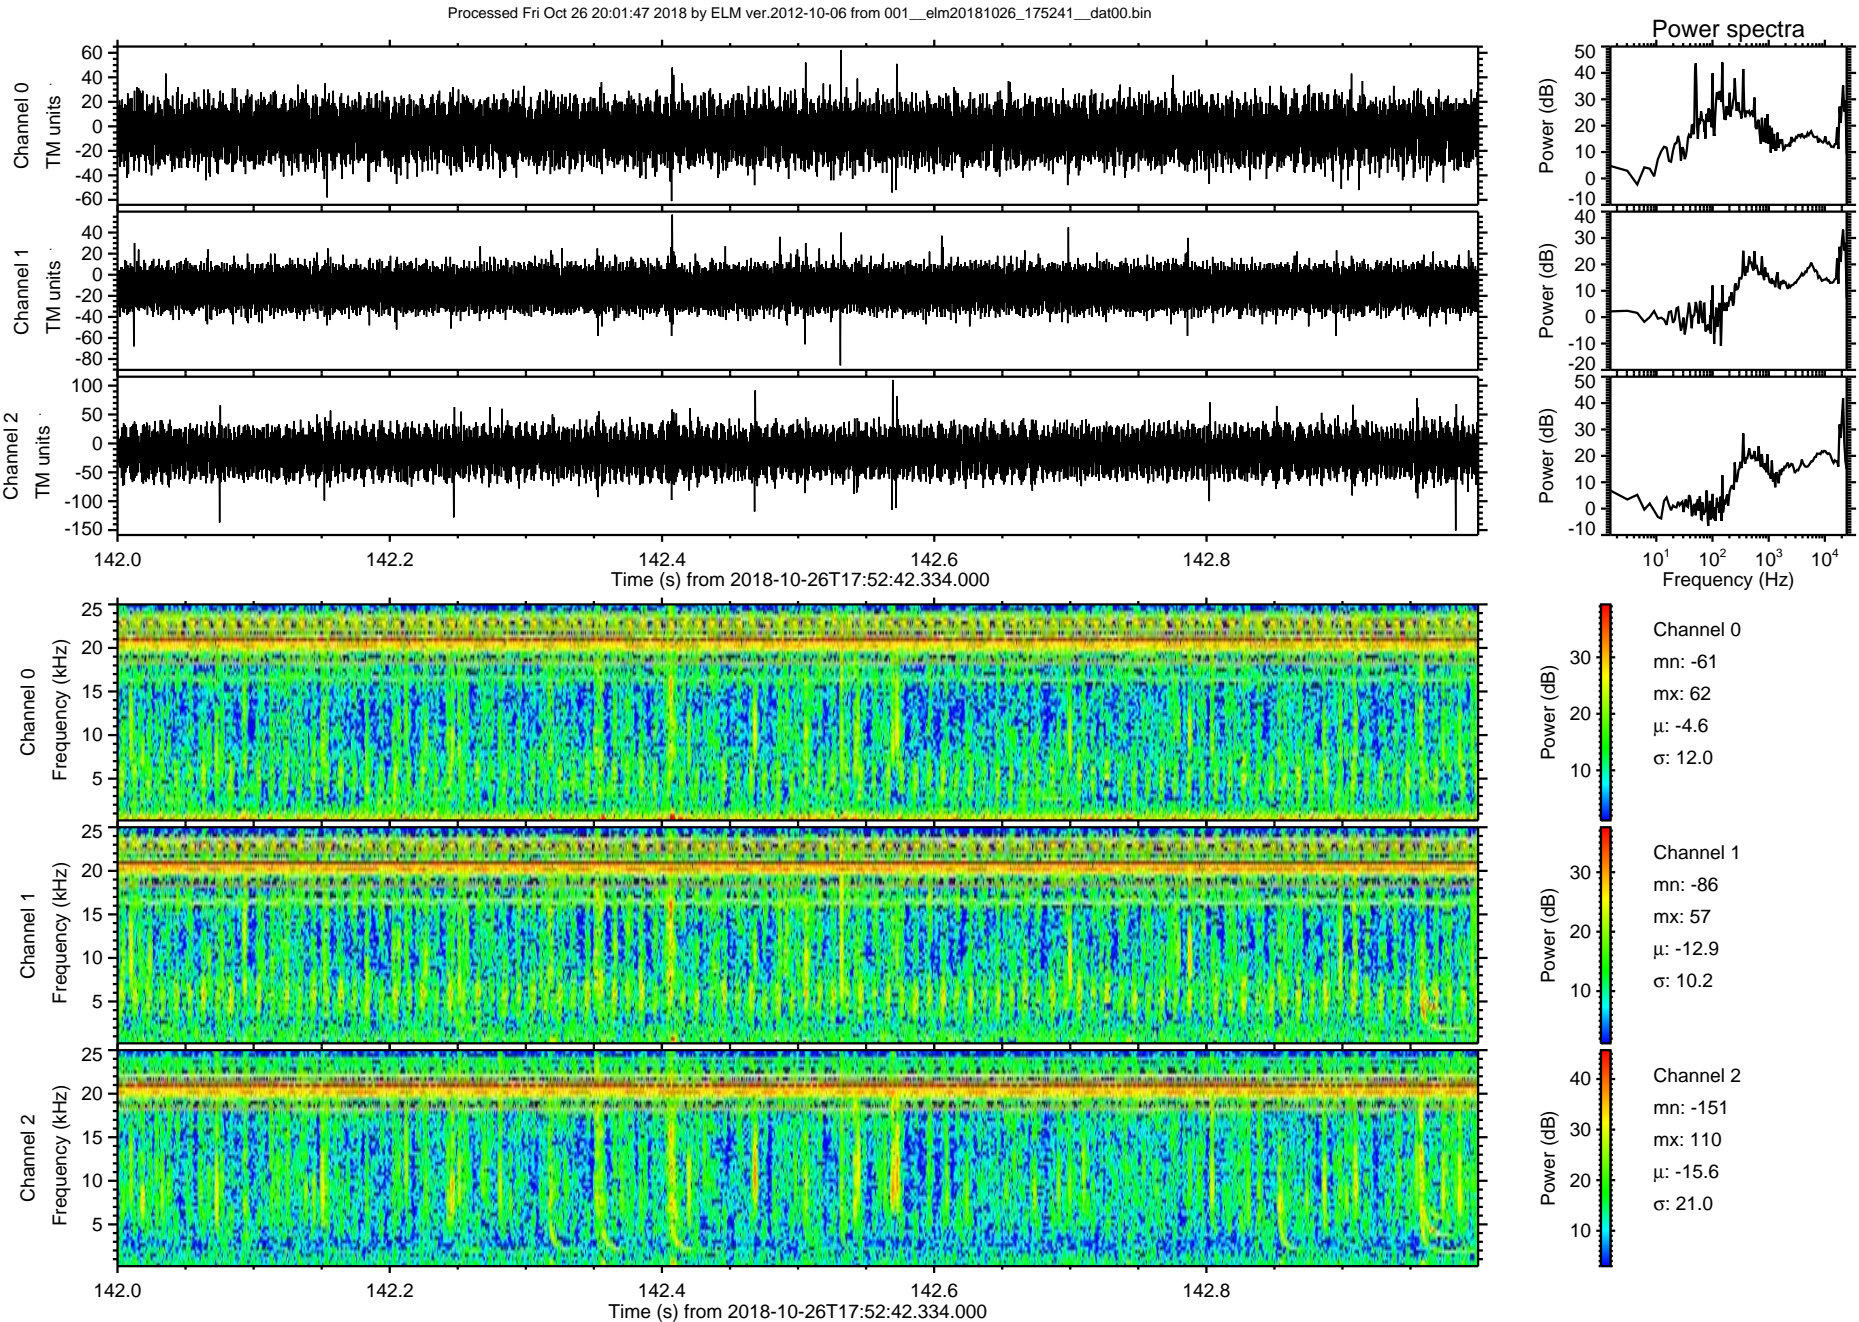 Processed Fri Oct 26 20:01:47 2018 by ELM ver.2012-10-06 from 001__elm20181026_175241__dat00.bin
Power spectra
Channel 0
TM units
60
40
20
0
-20
-40
-60
Power (dB)
50
40
30
20
10
0
-10
Channel 1
TM units
40
20
0
-20
-40
-60
-80
Power (dB)
40
30
20
10
0
-10
-20
Channel 2
TM units
100
50
0
-50
-100
-150
Power (dB)
50
40
30
20
10
0
-10
142.0 142.2 142.4 142.6 142.8
Time (s) from 2018-10-26T17:52:42.334.000
10^1 10^2 10^3 10^4
Frequency (Hz)
Channel 0
Frequency (kHz)
25
20
15
10
5
Power (dB)
30
20
10
Channel 0
mn: -61
mx: 62
μ: -4.6
σ: 12.0
Channel 1
Frequency (kHz)
25
20
15
10
5
Power (dB)
30
20
10
Channel 1
mn: -86
mx: 57
μ: -12.9
σ: 10.2
Channel 2
Frequency (kHz)
25
20
15
10
5
Power (dB)
40
30
20
10
Channel 2
mn: -151
mx: 110
μ: -15.6
σ: 21.0
142.0 142.2 142.4 142.6 142.8
Time (s) from 2018-10-26T17:52:42.334.000